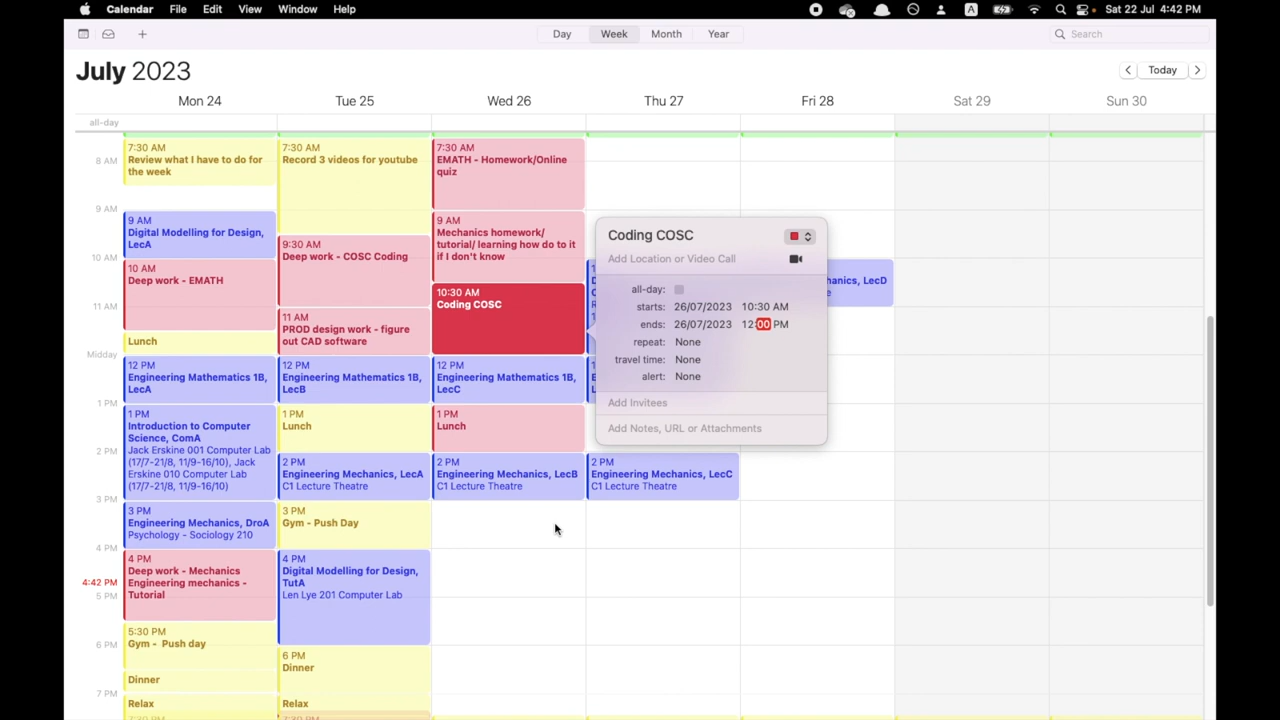 Calendar File Edit View Window Help
A Sat 22 Jul 4:42 PM
Day Week Month Year
Search
July 2023
Today
Mon 24 Tue 25 Wed 26 Thu 27 Fri 28 Sat 29 Sun 30
all-day
8 AM
9 AM
10 AM
11 AM
Midday
1 PM
2 PM
3 PM
4 PM
4:42 PM
5 PM
6 PM
7 PM
7:30 AM
Review what I have to do for
the week
9 AM
Digital Modelling for Design,
LecA
10 AM
Deep work - EMATH
Lunch
12 PM
Engineering Mathematics 1B,
LecA
1 PM
Introduction to Computer
Science, ComA
Jack Erskine 001 Computer Lab
(17/7-21/8, 11/9-16/10), Jack
Erskine 010 Computer Lab
(17/7-21/8, 11/9-16/10)
3 PM
Engineering Mechanics, DroA
Psychology - Sociology 210
4 PM
Deep work - Mechanics
Engineering mechanics -
Tutorial
5:30 PM
Gym - Push day
Dinner
Relax
7:30 PM
7:30 AM
Record 3 videos for youtube
9:30 AM
Deep work - COSC Coding
11 AM
PROD design work - figure
out CAD software
12 PM
Engineering Mathematics 1B,
LecB
1 PM
Lunch
2 PM
Engineering Mechanics, LecA
C1 Lecture Theatre
3 PM
Gym - Push Day
4 PM
Digital Modelling for Design,
TutA
Len Lye 201 Computer Lab
6 PM
Dinner
Relax
7:30 PM
7:30 AM
EMATH - Homework/Online
quiz
9 AM
Mechanics homework/
tutorial/ learning how do to it
if I don't know
10:30 AM
Coding COSC
12 PM
Engineering Mathematics 1B,
LecC
1 PM
Lunch
2 PM
Engineering Mechanics, LecB
C1 Lecture Theatre
2 PM
Engineering Mechanics, LecC
C1 Lecture Theatre
hanics, LecD
Coding COSC
Add Location or Video Call
all-day:
starts: 26/07/2023 10:30 AM
ends: 26/07/2023 12:00 PM
repeat: None
travel time: None
alert: None
Add Invitees
Add Notes, URL or Attachments